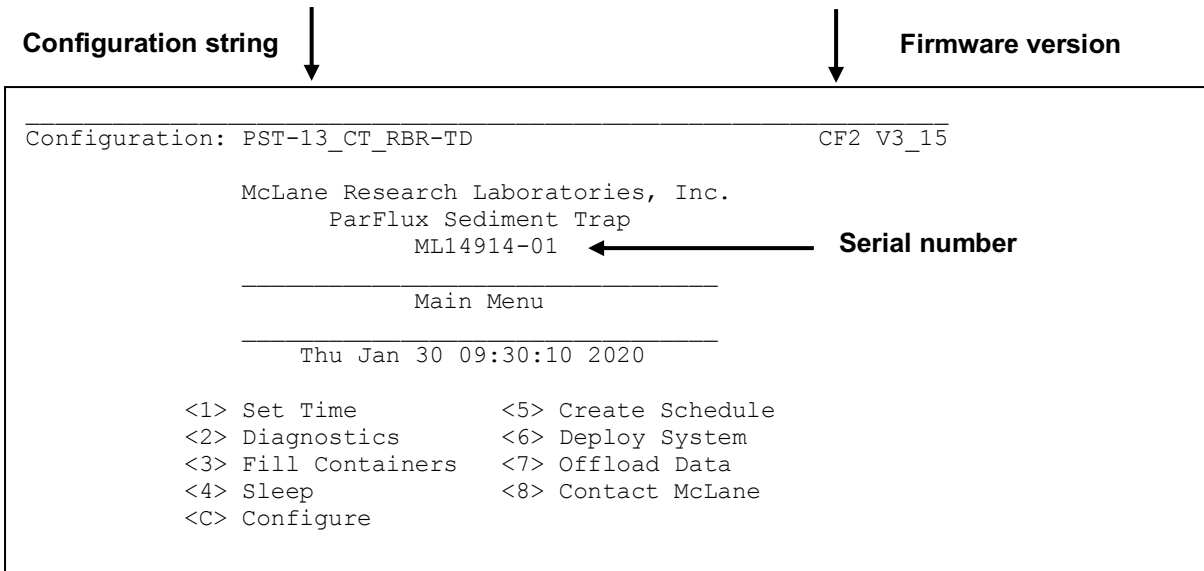 Configuration string Firmware version
Configuration: PST-13_CT_RBR-TD CF2 V3_15
McLane Research Laboratories, Inc.
ParFlux Sediment Trap
ML14914-01 Serial number
Main Menu
Thu Jan 30 09:30:10 2020
<1> Set Time <5> Create Schedule
<2> Diagnostics <6> Deploy System
<3> Fill Containers <7> Offload Data
<4> Sleep <8> Contact McLane
<C> Configure